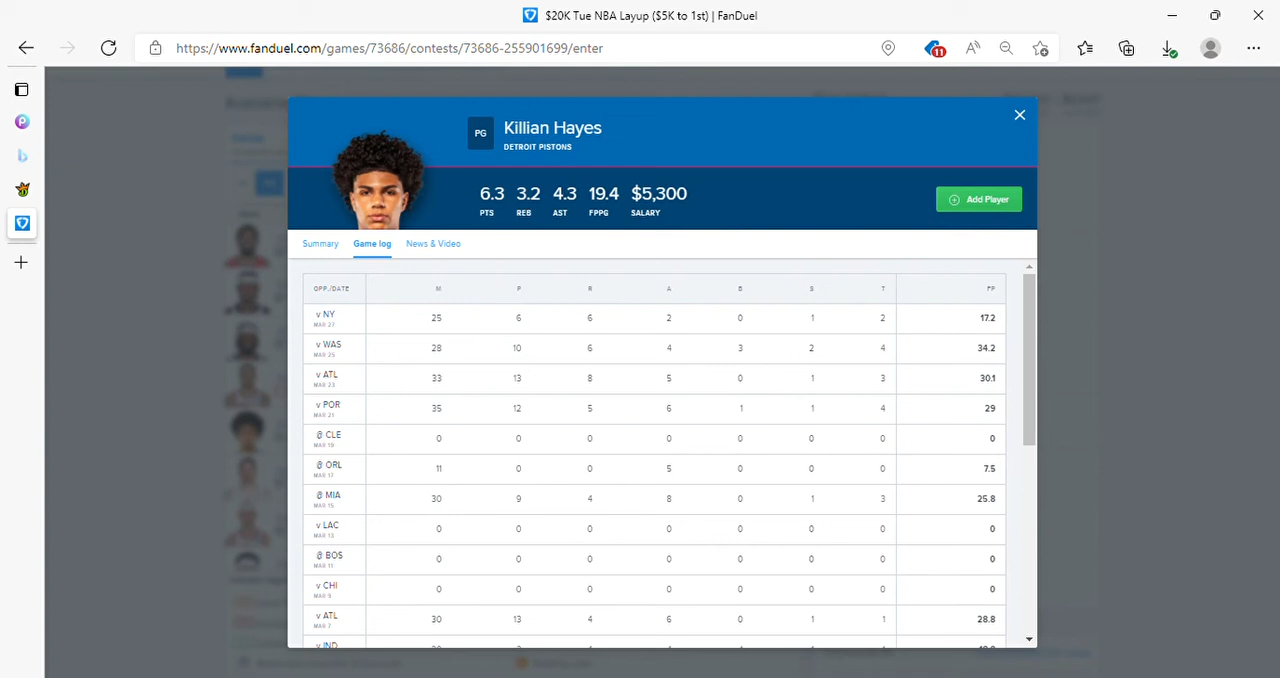 $20K Tue NBA Layup ($5K to 1st) | FanDuel
https://www.fanduel.com/games/73686/contests/73686-255901699/enter
11
PG
Killian Hayes
DETROIT PISTONS
6.3 3.2 4.3 19.4 $5,300
PTS REB AST FPPG SALARY
Add Player
Summary Game log News & Video
OPP./DATE M P R A B S T FP
v NY 25 6 6 2 0 1 2 17.2
MAR 27
v WAS 28 10 6 4 3 2 4 34.2
MAR 25
v ATL 33 13 8 5 0 1 3 30.1
MAR 23
v POR 35 12 5 6 1 1 4 29
MAR 21
@ CLE 0 0 0 0 0 0 0 0
MAR 19
@ ORL 11 0 0 5 0 0 0 7.5
MAR 17
@ MIA 30 9 4 8 0 1 3 25.8
MAR 15
v LAC 0 0 0 0 0 0 0 0
MAR 13
@ BOS 0 0 0 0 0 0 0 0
MAR 11
v CHI 0 0 0 0 0 0 0 0
MAR 9
v ATL 30 13 4 6 0 1 1 28.8
MAR 7
v IND